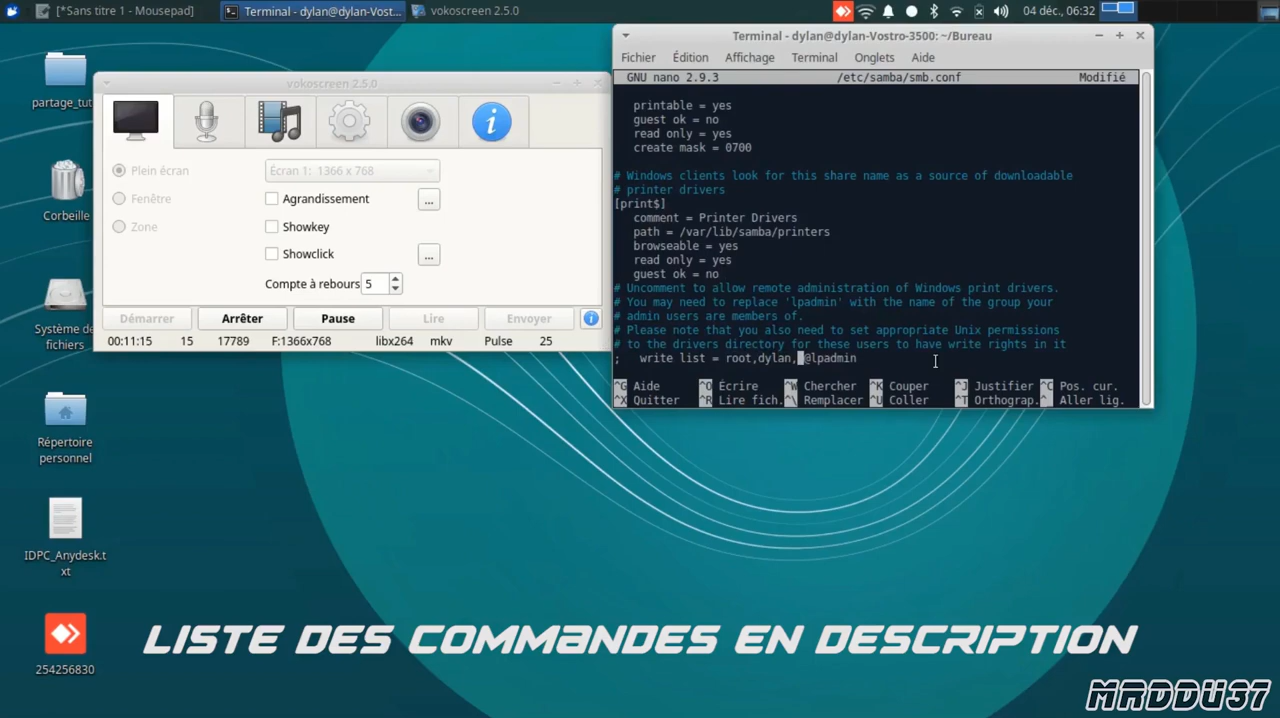 [*Sans titre 1 - Mousepad]
Terminal - dylan@dylan-Vost...
vokoscreen 2.5.0
04 déc., 06:32
partage_tut
Corbeille
Système de
fichiers
Répertoire
personnel
IDPC_Anydesk.t
xt
254256830
vokoscreen 2.5.0
Plein écran
Écran 1: 1366 x 768
Fenêtre
Agrandissement
...
Zone
Showkey
Showclick
...
Compte à rebours 5
Démarrer
Arrêter
Pause
Lire
Envoyer
00:11:15 15 17789 F:1366x768 libx264 mkv Pulse 25
Terminal - dylan@dylan-Vostro-3500: ~/Bureau
Fichier Édition Affichage Terminal Onglets Aide
GNU nano 2.9.3 /etc/samba/smb.conf Modifié
printable = yes
guest ok = no
read only = yes
create mask = 0700
# Windows clients look for this share name as a source of downloadable
# printer drivers
[print$]
comment = Printer Drivers
path = /var/lib/samba/printers
browseable = yes
read only = yes
guest ok = no
# Uncomment to allow remote administration of Windows print drivers.
# You may need to replace 'lpadmin' with the name of the group your
# admin users are members of.
# Please note that you also need to set appropriate Unix permissions
# to the drivers directory for these users to have write rights in it
; write list = root,dylan, @lpadmin
^G Aide ^O Écrire ^W Chercher ^K Couper ^J Justifier ^C Pos. cur.
^X Quitter ^R Lire fich. ^\ Remplacer ^U Coller ^T Orthograp. ^_ Aller lig.
LISTE DES COMMANDES EN DESCRIPTION
MRDDU37